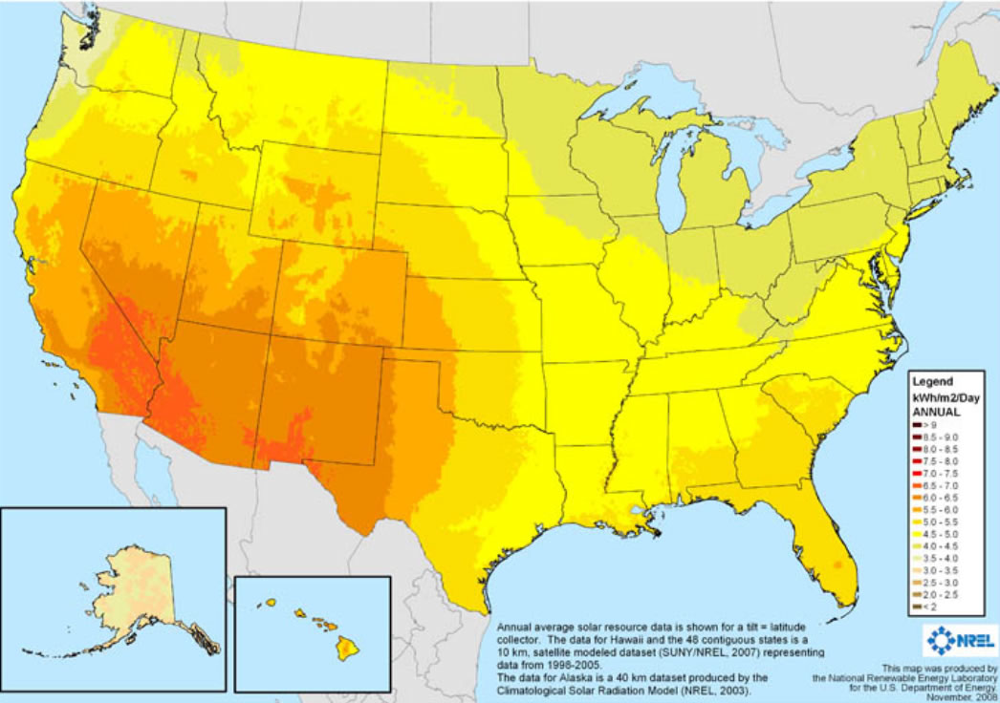 Legend
kWh/m2/Day
ANNUAL
> 9
8.5 - 9.0
8.0 - 8.5
7.5 - 8.0
7.0 - 7.5
6.5 - 7.0
6.0 - 6.5
5.5 - 6.0
5.0 - 5.5
4.5 - 5.0
4.0 - 4.5
3.5 - 4.0
3.0 - 3.5
2.5 - 3.0
2.0 - 2.5
< 2
Annual average solar resource data is shown for a tilt = latitude
collector. The data for Hawaii and the 48 contiguous states is a
10 km, satellite modeled dataset (SUNY/NREL, 2007) representing
data from 1998-2005.
The data for Alaska is a 40 km dataset produced by the
Climatological Solar Radiation Model (NREL, 2003).
NREL
This map was produced by
the National Renewable Energy Laboratory
for the U.S. Department of Energy.
November, 2008